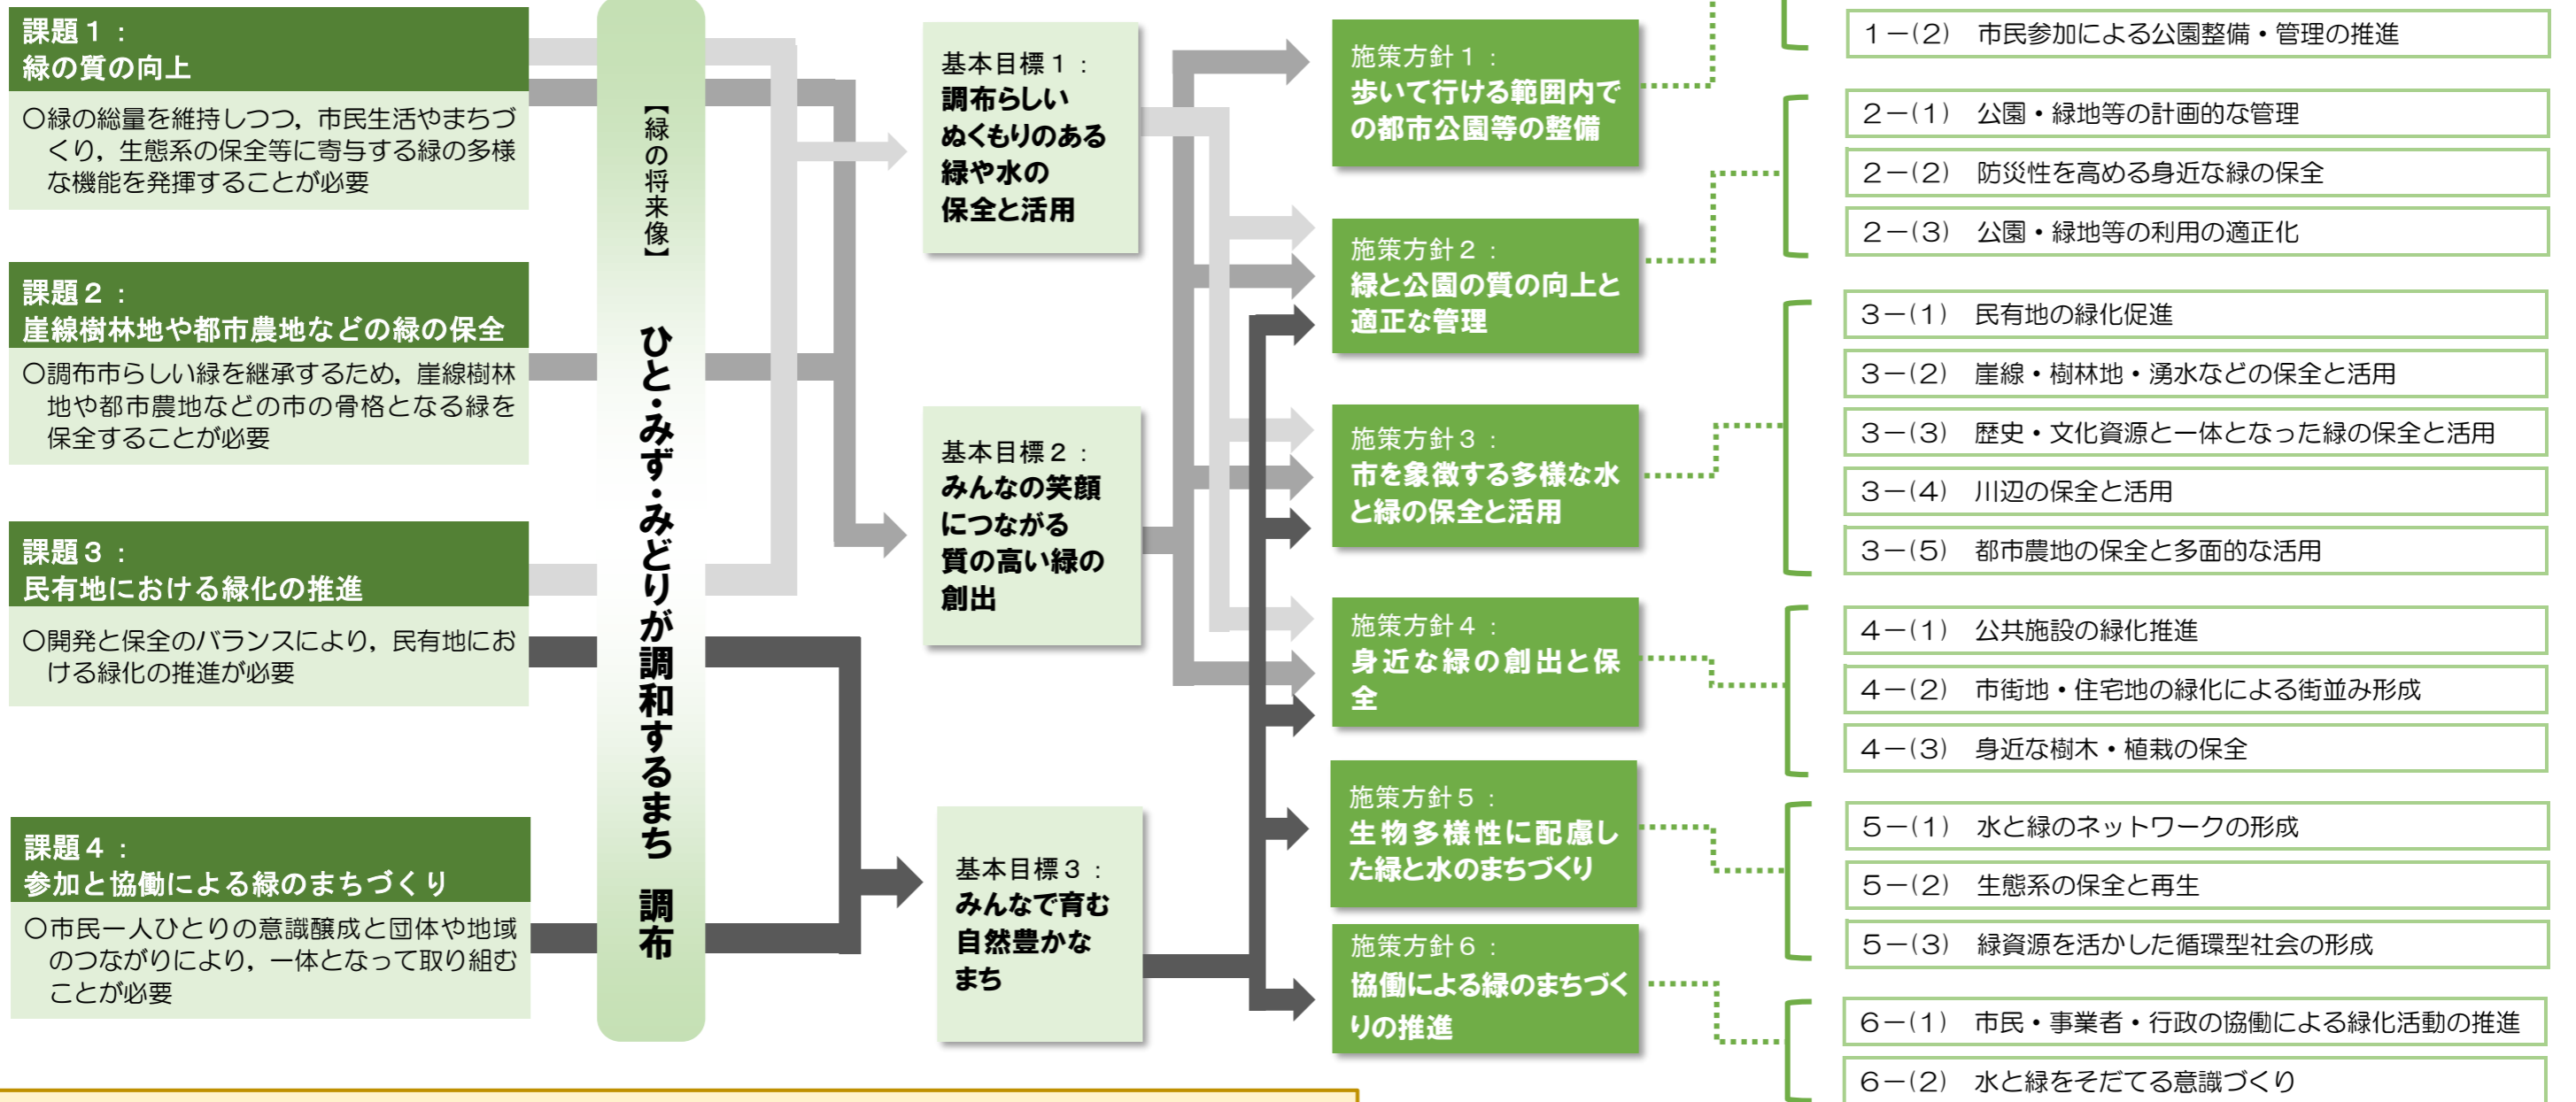 課題１：
緑の質の向上
○緑の総量を維持しつつ，市民生活やまちづ
くり，生態系の保全等に寄与する緑の多様
な機能を発揮することが必要
課題２：
崖線樹林地や都市農地などの緑の保全
○調布市らしい緑を継承するため，崖線樹林
地や都市農地などの市の骨格となる緑を
保全することが必要
課題３：
民有地における緑化の推進
○開発と保全のバランスにより，民有地にお
ける緑化の推進が必要
課題４：
参加と協働による緑のまちづくり
○市民一人ひとりの意識醸成と団体や地域
のつながりにより，一体となって取り組む
ことが必要
【緑の将来像】　ひと・みず・みどりが調和するまち　調布
基本目標１：
調布らしい
ぬくもりのある
緑や水の
保全と活用
基本目標２：
みんなの笑顔
につながる
質の高い緑の
創出
基本目標３：
みんなで育む
自然豊かな
まち
施策方針１：
歩いて行ける範囲内で
の都市公園等の整備
施策方針２：
緑と公園の質の向上と
適正な管理
施策方針３：
市を象徴する多様な水
と緑の保全と活用
施策方針４：
身近な緑の創出と保
全
施策方針５：
生物多様性に配慮し
た緑と水のまちづくり
施策方針６：
協働による緑のまちづく
りの推進
１－(２)　市民参加による公園整備・管理の推進
２－(１)　公園・緑地等の計画的な管理
２－(２)　防災性を高める身近な緑の保全
２－(３)　公園・緑地等の利用の適正化
３－(１)　民有地の緑化促進
３－(２)　崖線・樹林地・湧水などの保全と活用
３－(３)　歴史・文化資源と一体となった緑の保全と活用
３－(４)　川辺の保全と活用
３－(５)　都市農地の保全と多面的な活用
４－(１)　公共施設の緑化推進
４－(２)　市街地・住宅地の緑化による街並み形成
４－(３)　身近な樹木・植栽の保全
５－(１)　水と緑のネットワークの形成
５－(２)　生態系の保全と再生
５－(３)　緑資源を活かした循環型社会の形成
６－(１)　市民・事業者・行政の協働による緑化活動の推進
６－(２)　水と緑をそだてる意識づくり